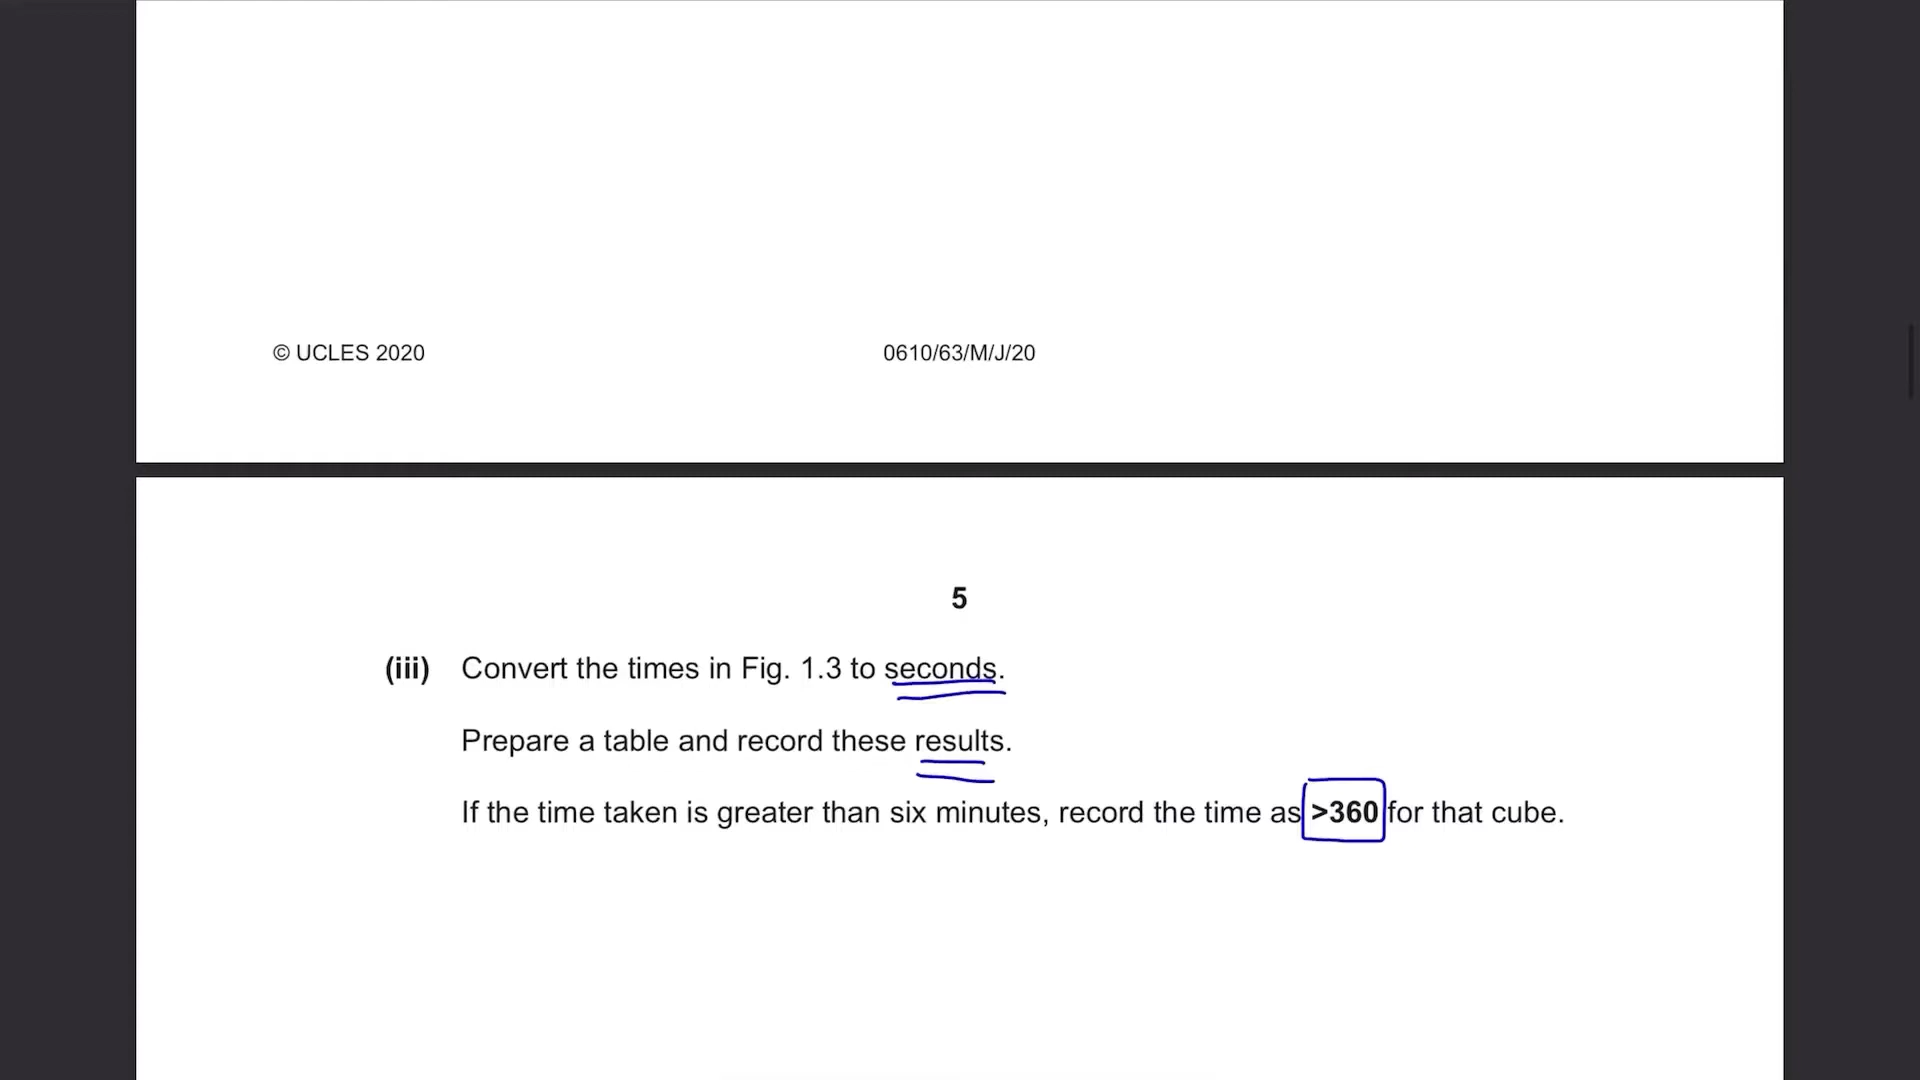 © UCLES 2020 0610/63/M/J/20
5
(iii) Convert the times in Fig. 1.3 to seconds.
Prepare a table and record these results.
If the time taken is greater than six minutes, record the time as >360 for that cube.